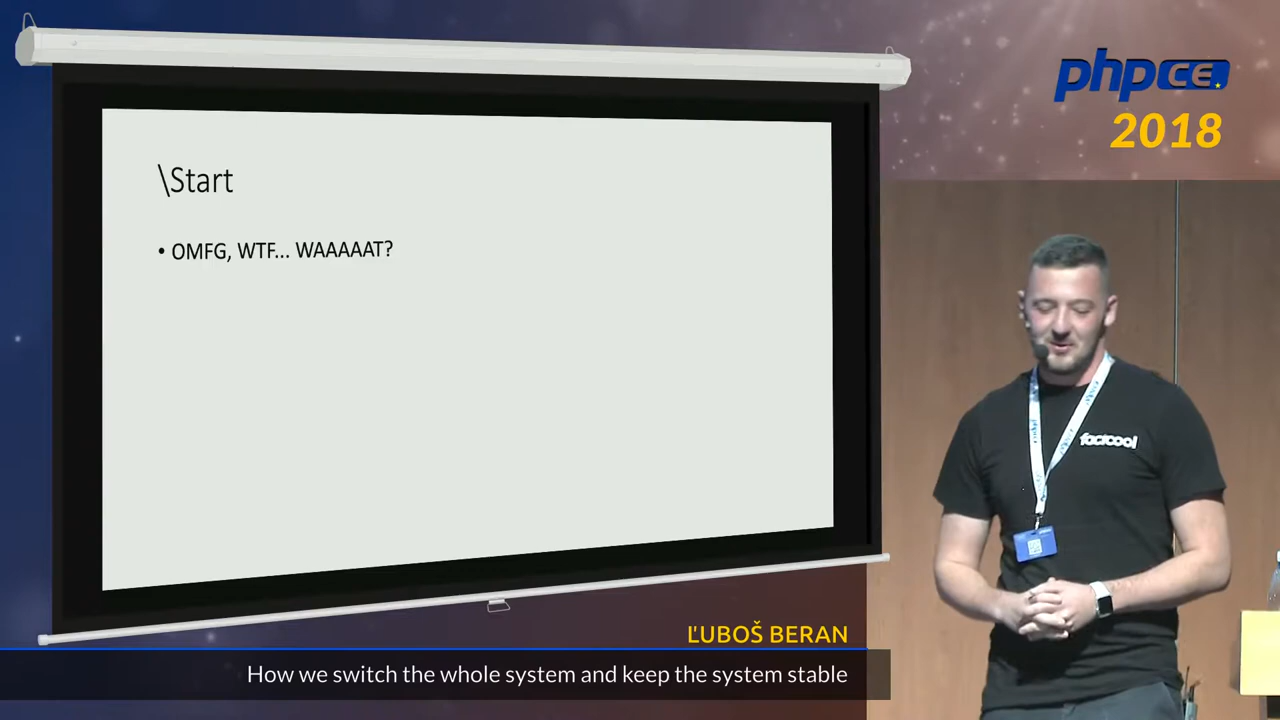 phpCE
2018
\Start
• OMFG, WTF... WAAAAAT?
factcool
ĽUBOŠ BERAN
How we switch the whole system and keep the system stable